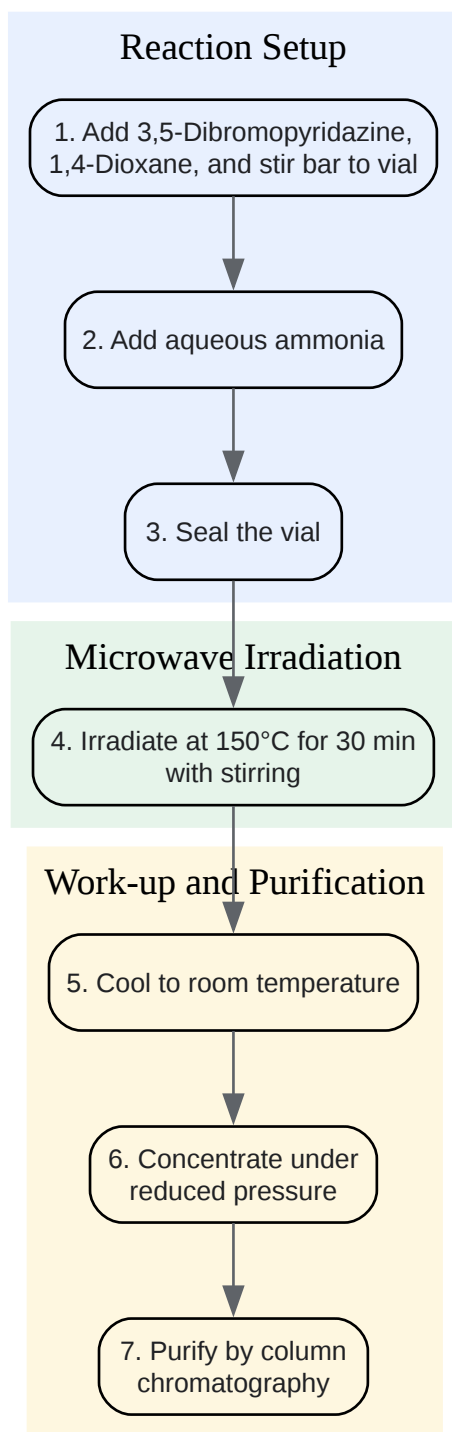 Reaction Setup
1. Add 3,5-Dibromopyridazine,
1,4-Dioxane, and stir bar to vial
2. Add aqueous ammonia
3. Seal the vial
Microwave Irradiation
4. Irradiate at 150°C for 30 min
with stirring
Work-up and Purification
5. Cool to room temperature
6. Concentrate under
reduced pressure
7. Purify by column
chromatography